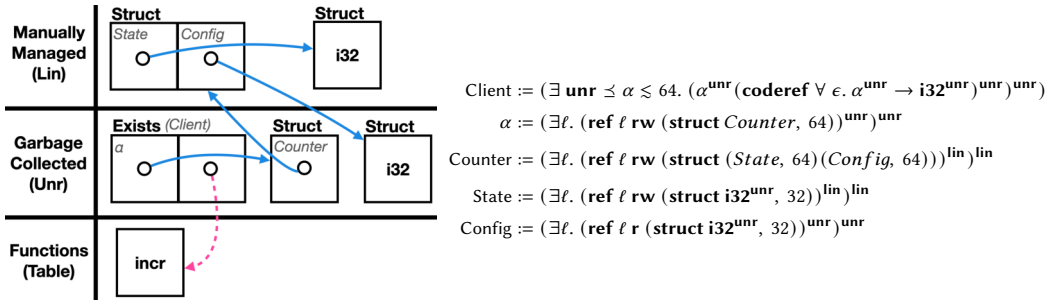 Manually
Managed
(Lin)
Struct
State
Config
Struct
i32
Garbage
Collected
(Unr)
Exists (Client)
α
Struct
Counter
Struct
i32
Functions
(Table)
incr
Client := (∃ unr ⪯ α ≲ 64. (α^unr(coderef ∀ ϵ. α^unr → i32^unr)^unr)^unr)
α := (∃ℓ. (ref ℓ rw (struct Counter, 64))^unr)^unr
Counter := (∃ℓ. (ref ℓ rw (struct (State, 64)(Config, 64)))^lin)^lin
State := (∃ℓ. (ref ℓ rw (struct i32^unr, 32))^lin)^lin
Config := (∃ℓ. (ref ℓ r (struct i32^unr, 32))^unr)^unr